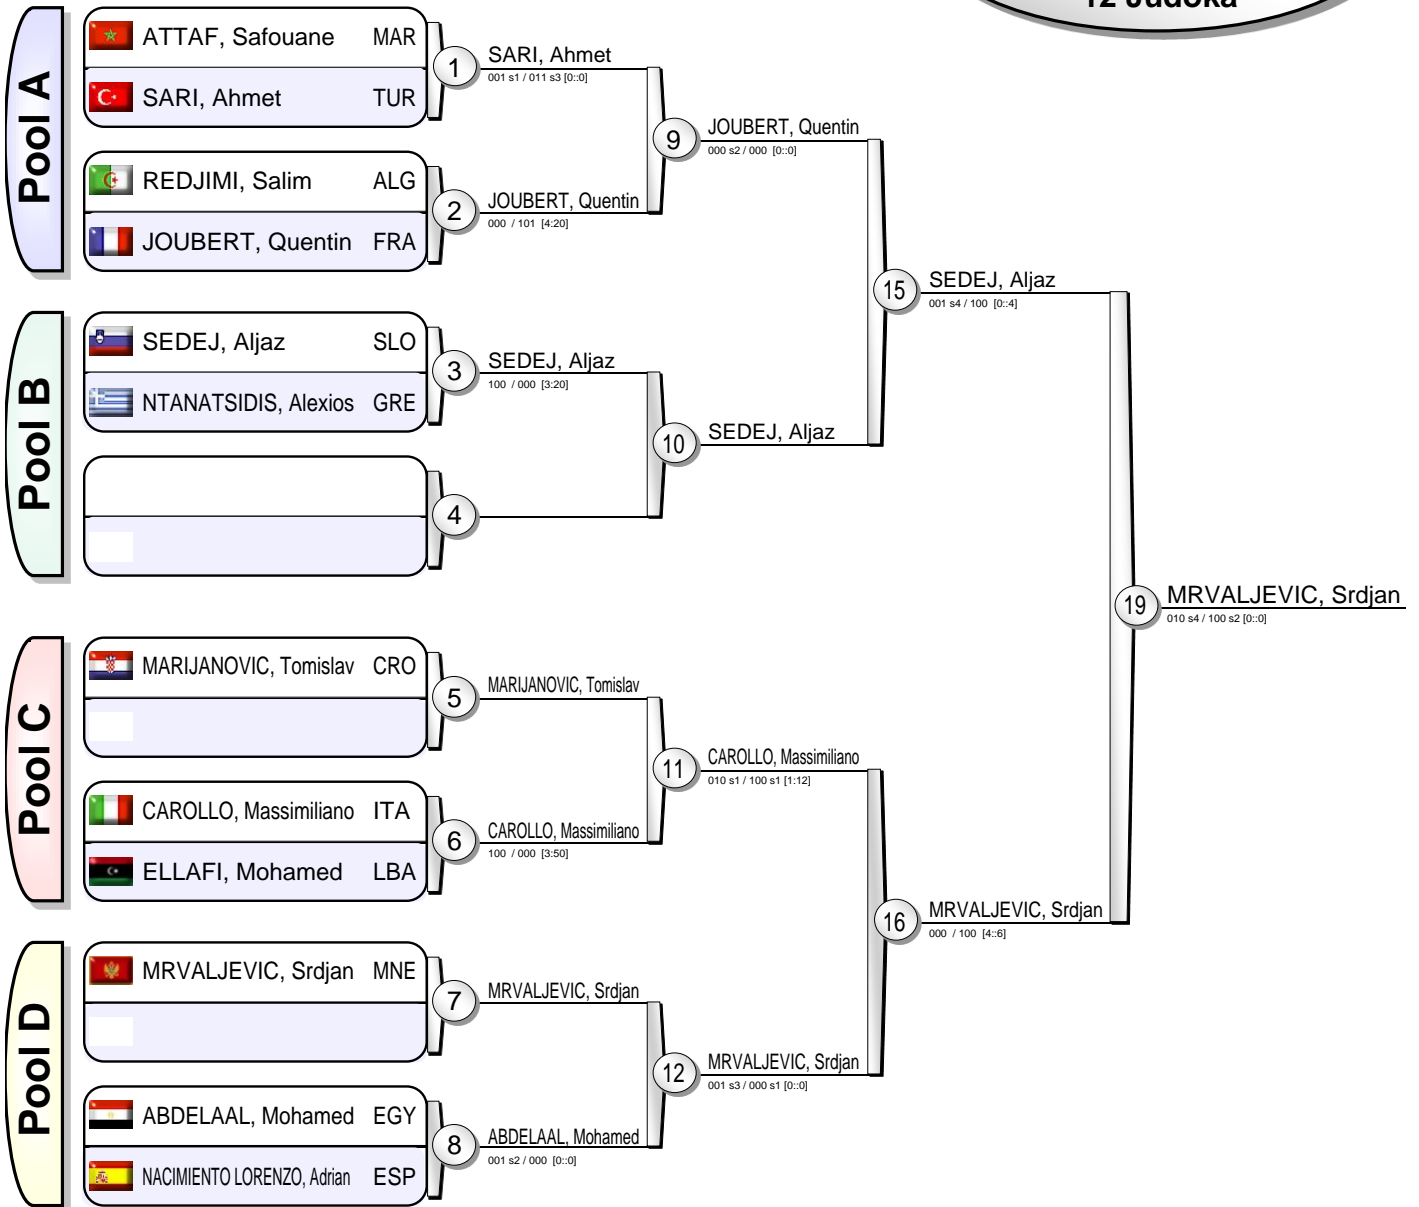 12 Judoka
Pool A
ATTAF, Safouane MAR
SARI, Ahmet TUR
1
SARI, Ahmet
001 s1 / 011 s3 [0::0]
REDJIMI, Salim ALG
JOUBERT, Quentin FRA
2
JOUBERT, Quentin
000 / 101 [4:20]
9
JOUBERT, Quentin
000 s2 / 000 [0::0]
Pool B
SEDEJ, Aljaz SLO
NTANATSIDIS, Alexios GRE
3
SEDEJ, Aljaz
100 / 000 [3:20]
4
10
SEDEJ, Aljaz
15
SEDEJ, Aljaz
001 s4 / 100 [0::4]
Pool C
MARIJANOVIC, Tomislav CRO
5
MARIJANOVIC, Tomislav
CAROLLO, Massimiliano ITA
ELLAFI, Mohamed LBA
6
CAROLLO, Massimiliano
100 / 000 [3:50]
11
CAROLLO, Massimiliano
010 s1 / 100 s1 [1:12]
Pool D
MRVALJEVIC, Srdjan MNE
7
MRVALJEVIC, Srdjan
ABDELAAL, Mohamed EGY
NACIMIENTO LORENZO, Adrian ESP
8
ABDELAAL, Mohamed
001 s2 / 000 [0::0]
12
MRVALJEVIC, Srdjan
001 s3 / 000 s1 [0::0]
16
MRVALJEVIC, Srdjan
000 / 100 [4::6]
19
MRVALJEVIC, Srdjan
010 s4 / 100 s2 [0::0]